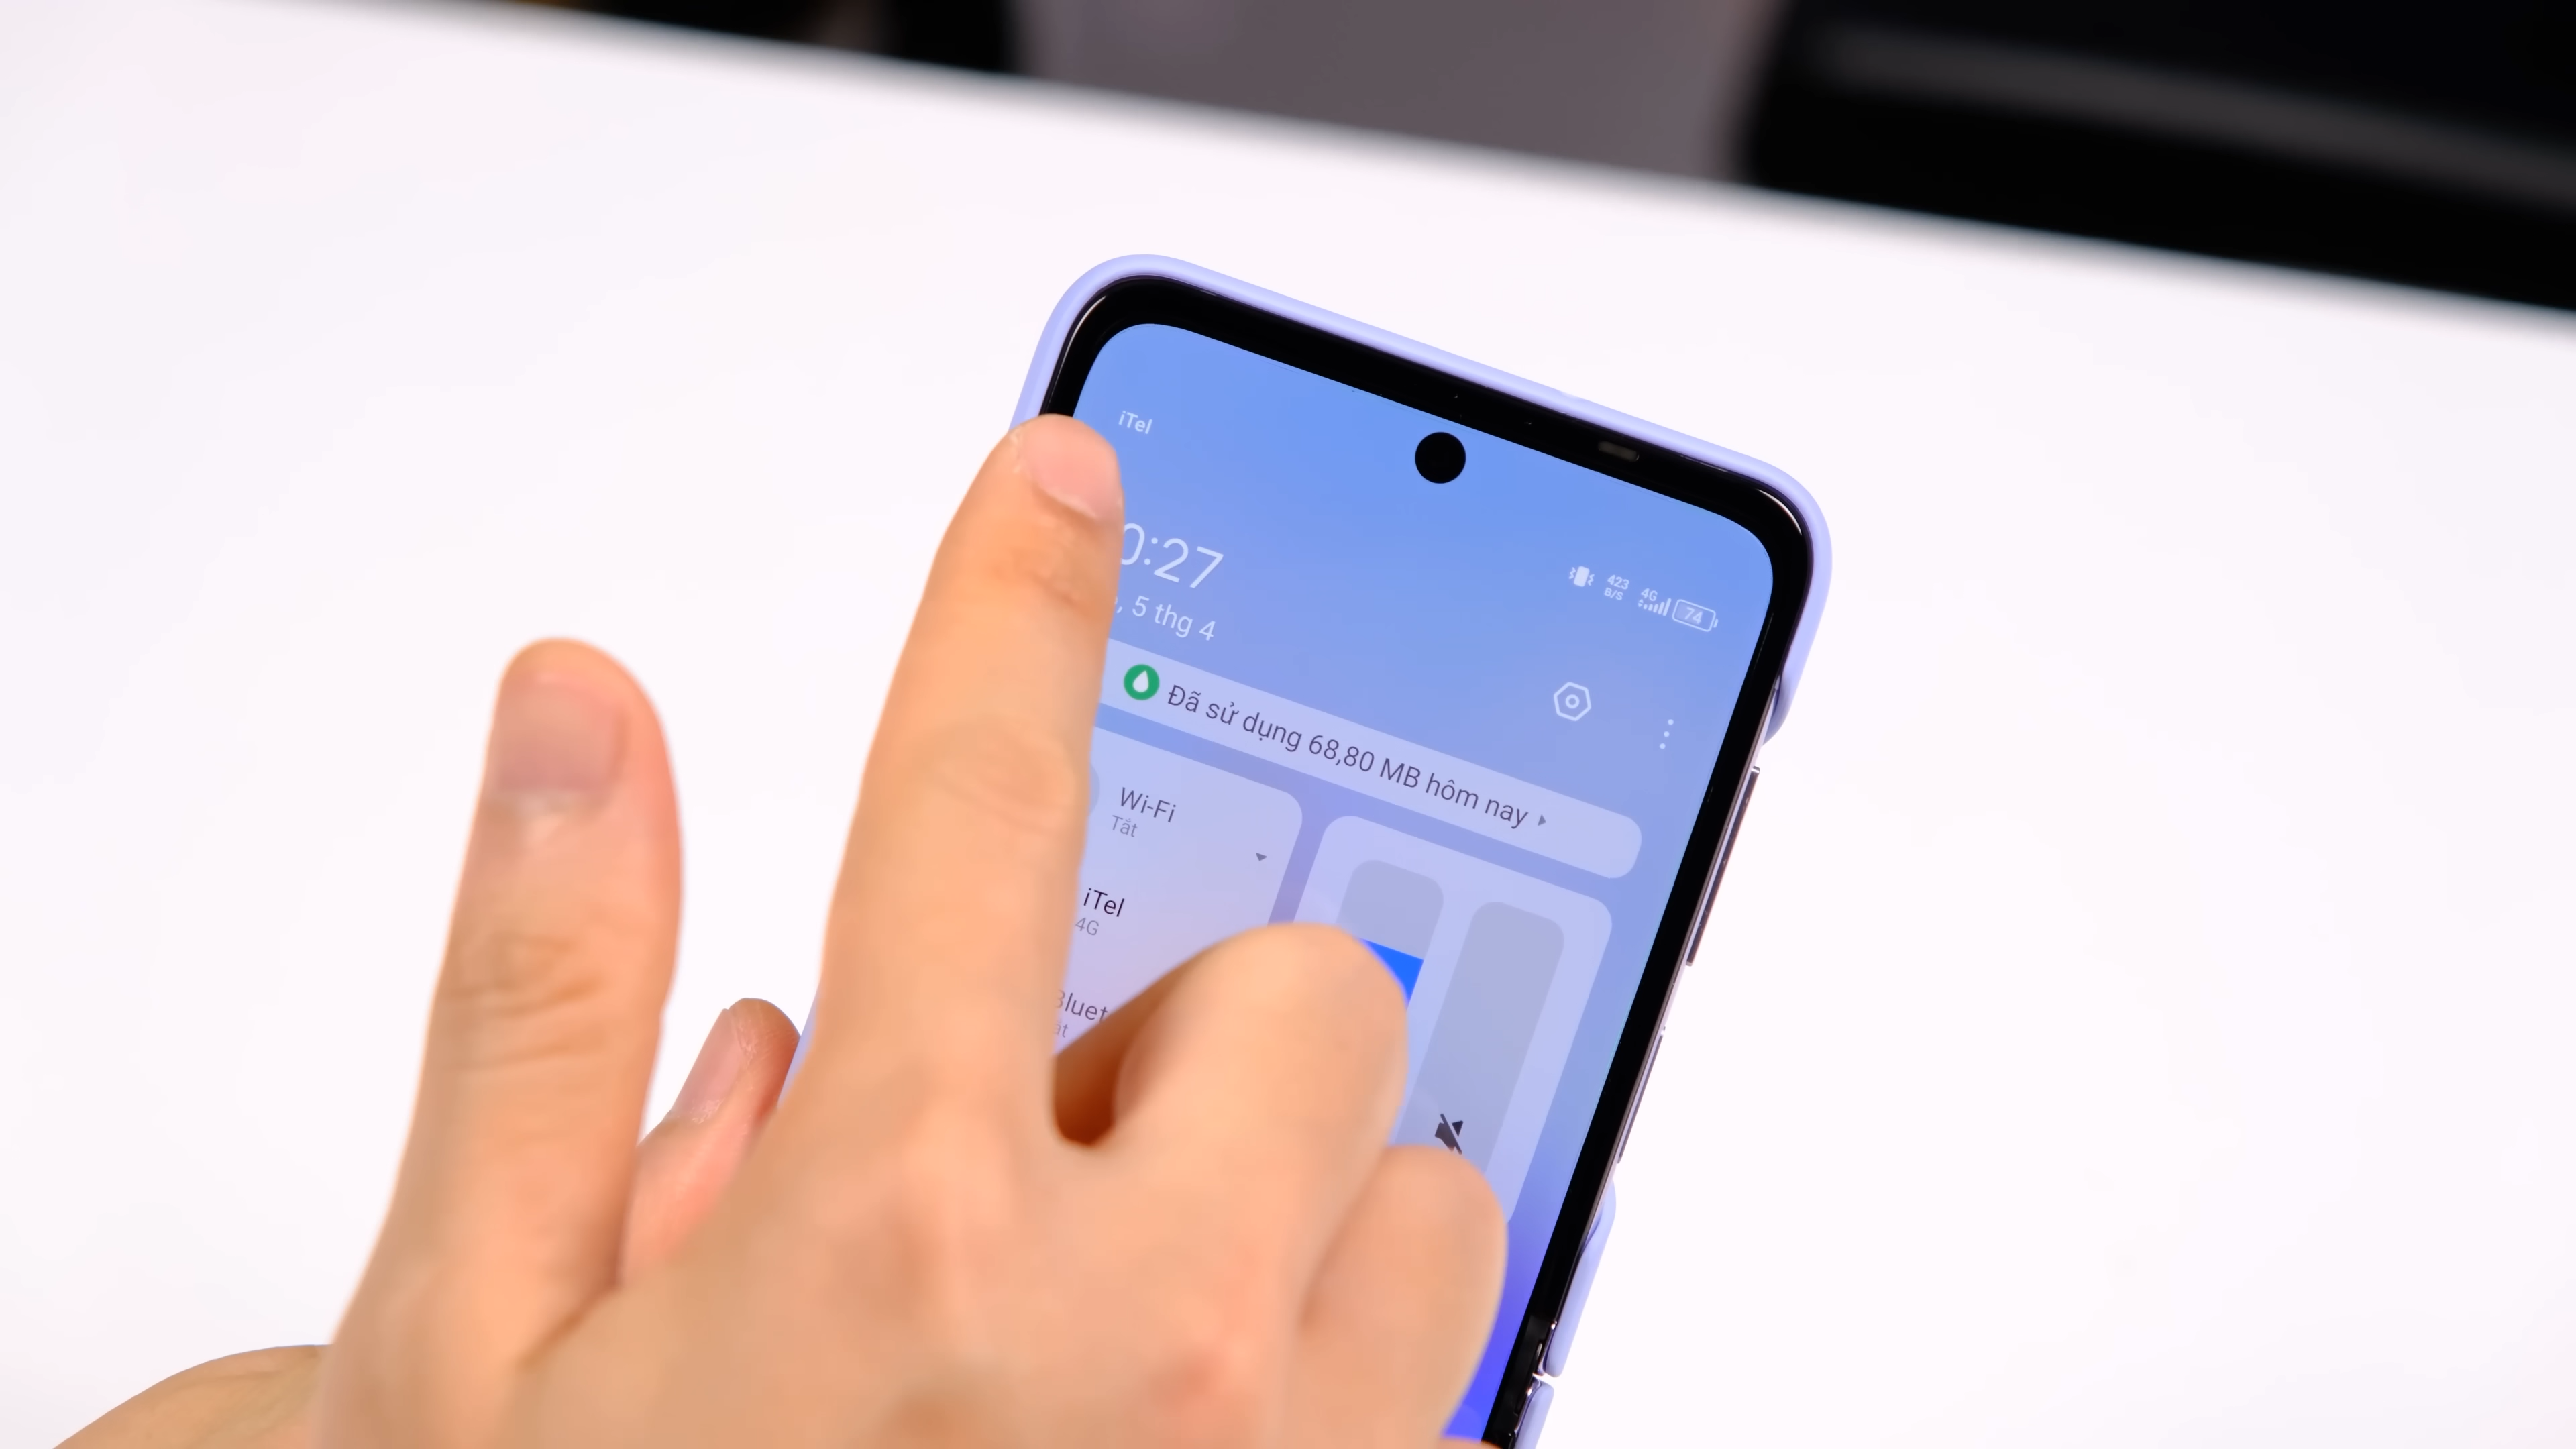 iTel
0:27
, 5 thg 4
423
B/S
4G
74
Đã sử dụng 68,80 MB hôm nay
Wi-Fi
Tắt
iTel
4G